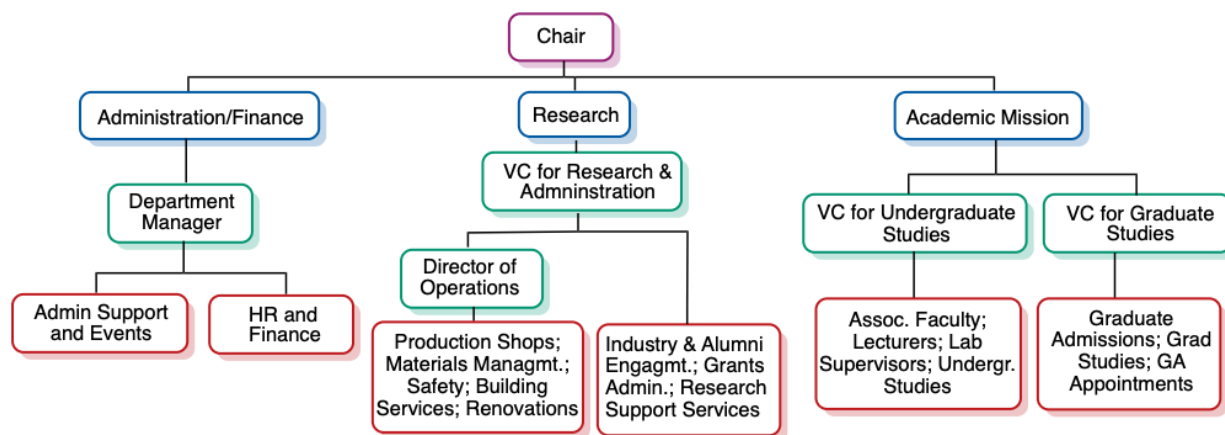 Chair
Administration/Finance
Research
Academic Mission
VC for Research &
Admninstration
Department
Manager
VC for Undergraduate
Studies
VC for Graduate
Studies
Director of
Operations
Admin Support
and Events
HR and
Finance
Production Shops;
Materials Managmt.;
Safety; Building
Services; Renovations
Industry & Alumni
Engagmt.; Grants
Admin.; Research
Support Services
Assoc. Faculty;
Lecturers; Lab
Supervisors; Undergr.
Studies
Graduate
Admissions; Grad
Studies; GA
Appointments